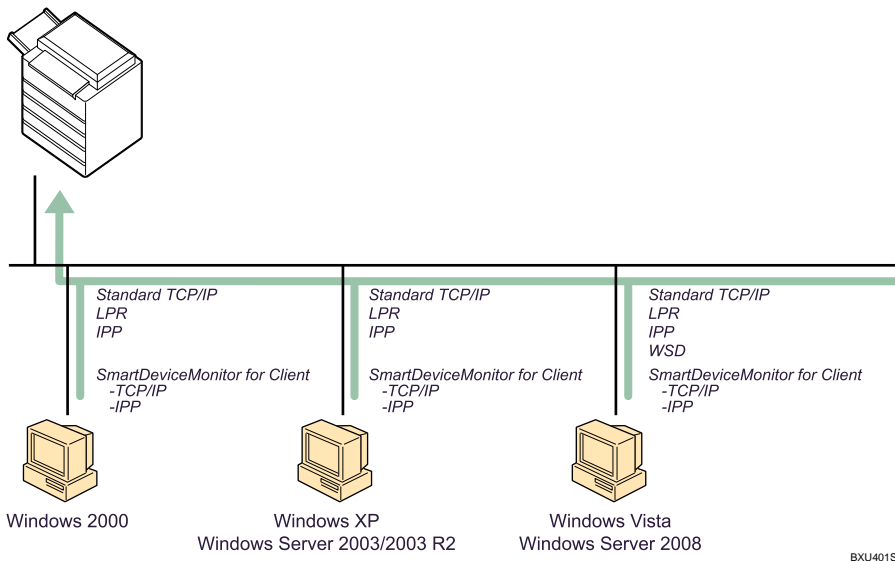 Standard TCP/IP
LPR
IPP
SmartDeviceMonitor for Client
-TCP/IP
-IPP
Windows 2000
Standard TCP/IP
LPR
IPP
SmartDeviceMonitor for Client
-TCP/IP
-IPP
Windows XP
Windows Server 2003/2003 R2
Standard TCP/IP
LPR
IPP
WSD
SmartDeviceMonitor for Client
-TCP/IP
-IPP
Windows Vista
Windows Server 2008
BXU401S